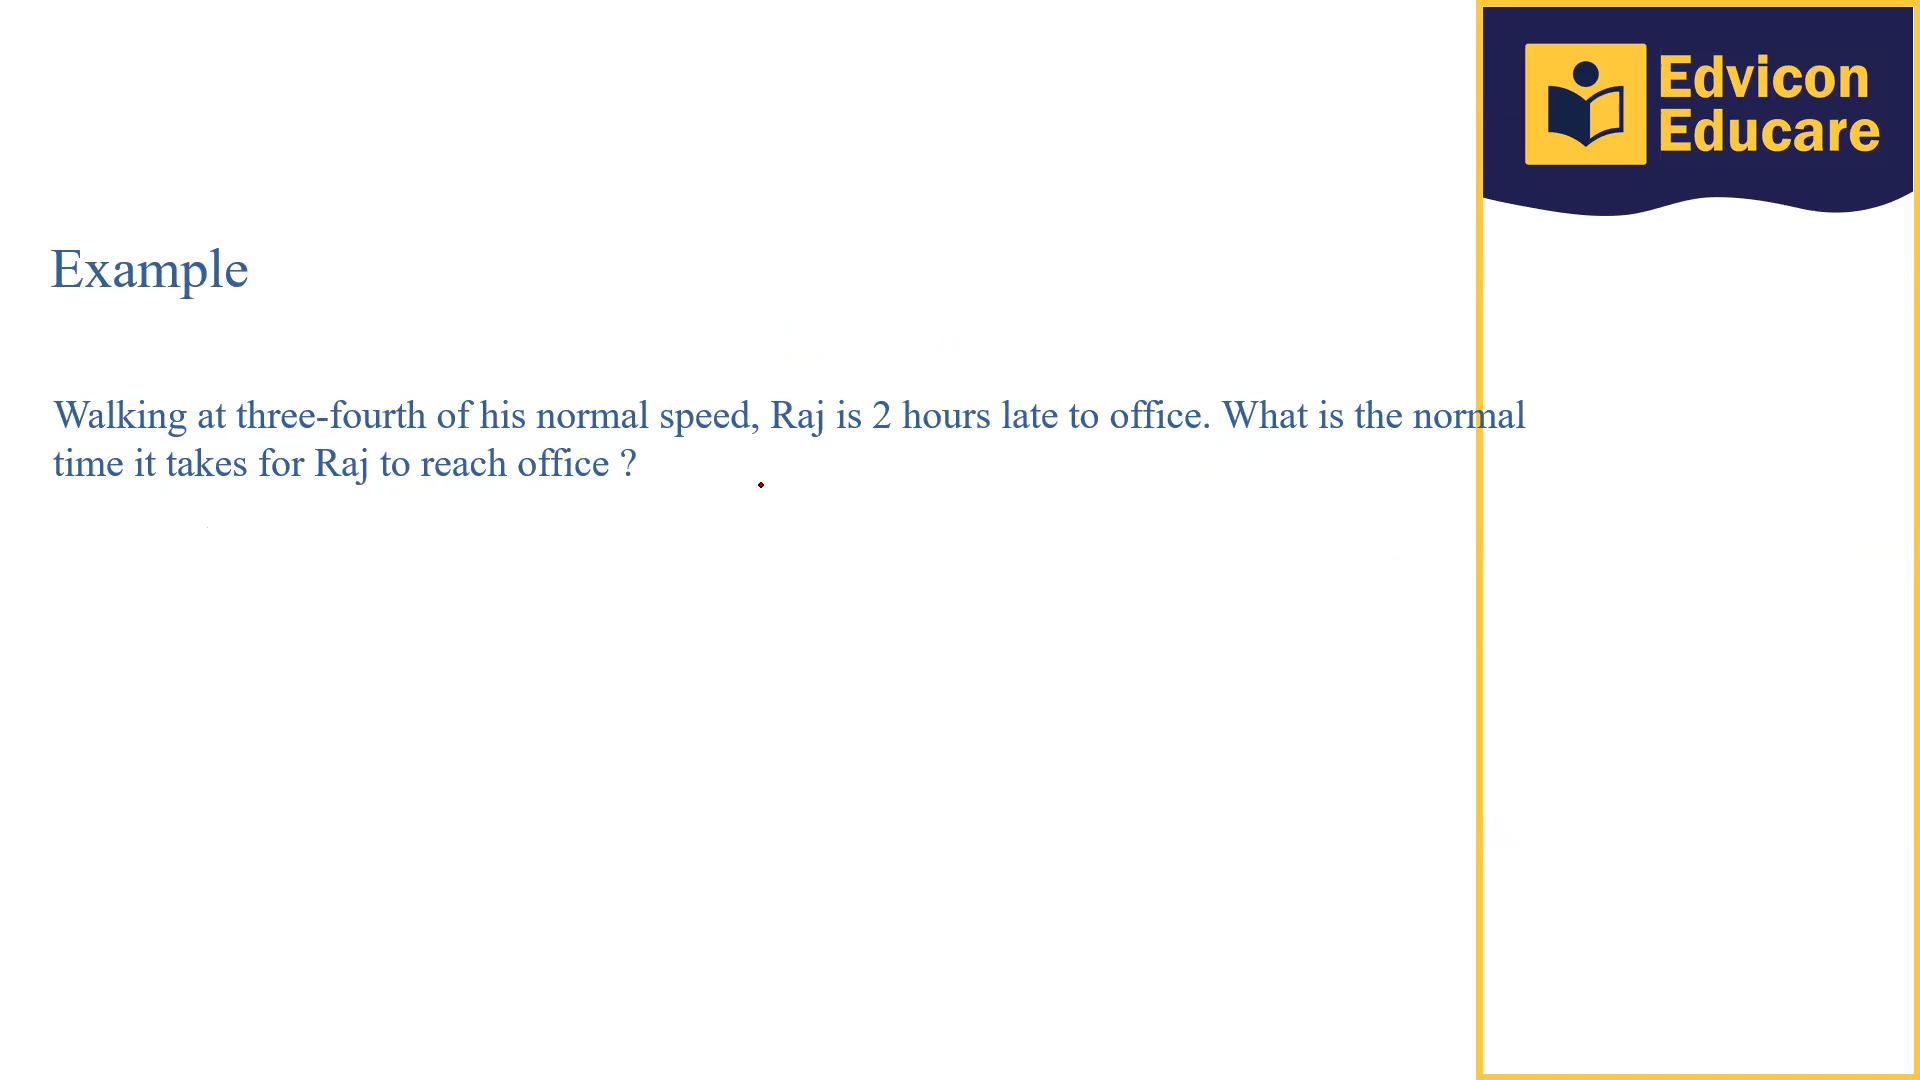 Edvicon
Educare
Example
Walking at three-fourth of his normal speed, Raj is 2 hours late to office. What is the normal
time it takes for Raj to reach office ?